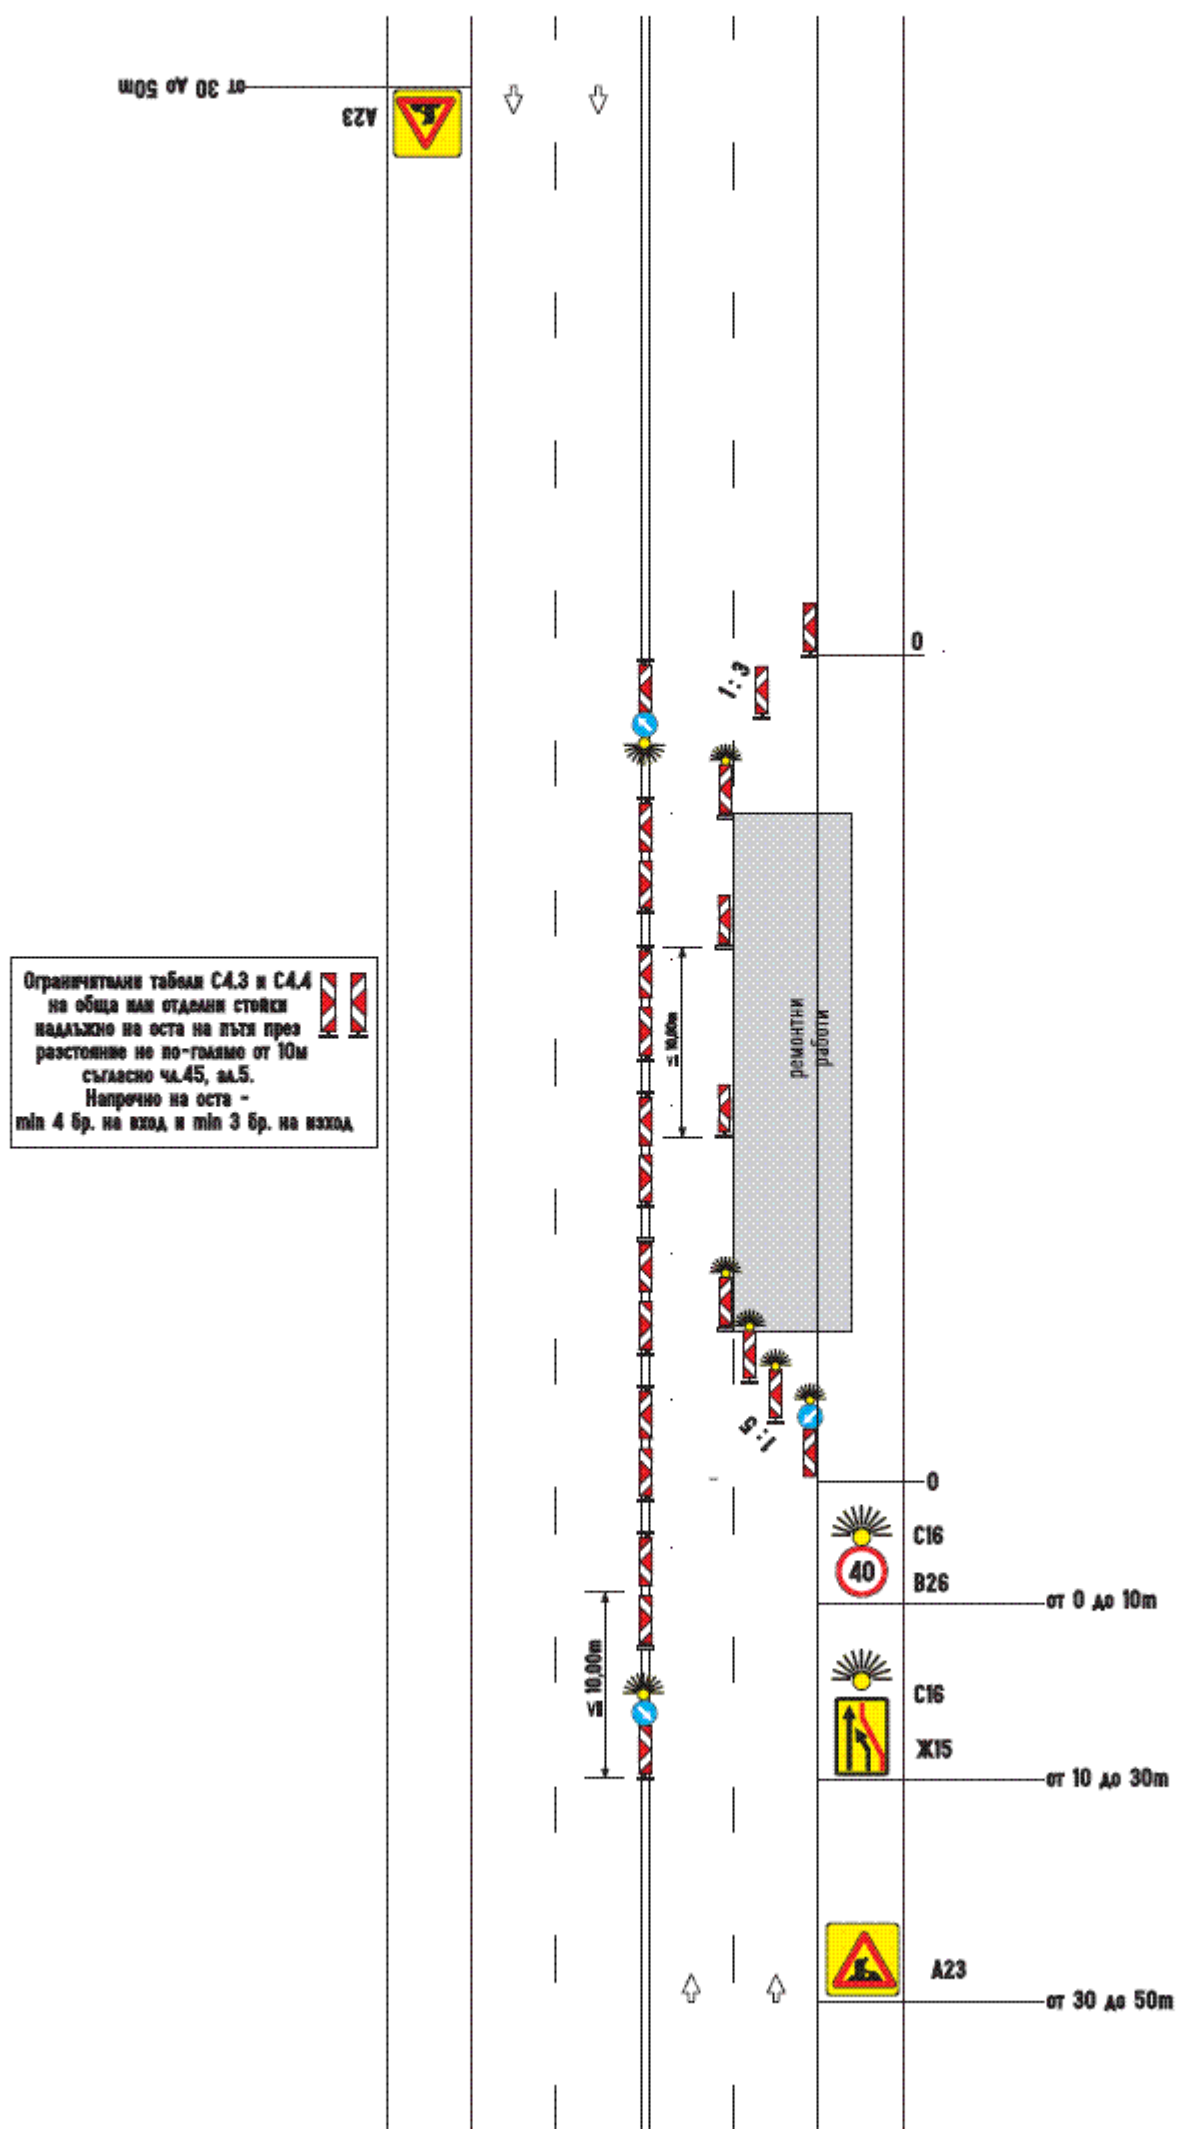 от 30 до 50m
А23
1:3
0
Ограничителни табели С4.3 и С4.4
на обща или отделни стойки
надлъжно на оста на пътя през
разстояние не по-голямо от 10м
съгласно чл.45, ал.5.
Напречно на оста -
min 4 бр. на вход и min 3 бр. на изход
≤ 10,00m
ремонтни
работи
1:5
0
С16
40
В26
от 0 до 10m
≤ 10,00m
С16
Ж15
от 10 до 30m
А23
от 30 до 50m